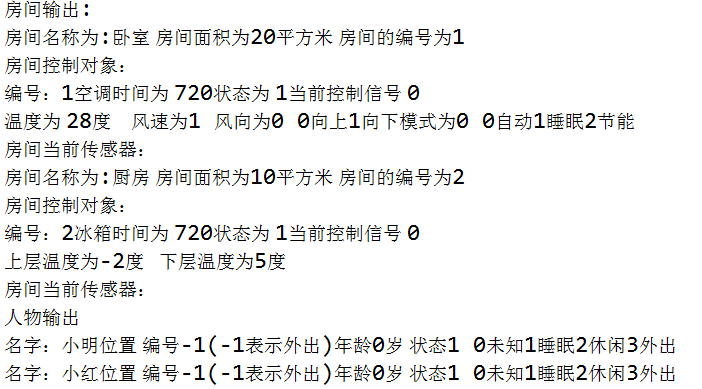 房间输出:
房间名称为:卧室 房间面积为20平方米 房间的编号为1
房间控制对象:
编号: 1空调时间为 720状态为 1当前控制信号 0
温度为 28度 风速为1 风向为0 0向上1向下模式为0 0自动1睡眠2节能
房间当前传感器:
房间名称为:厨房 房间面积为10平方米 房间的编号为2
房间控制对象:
编号: 2冰箱时间为 720状态为 1当前控制信号 0
上层温度为-2度 下层温度为5度
房间当前传感器:
人物输出
名字: 小明位置 编号-1(-1表示外出)年龄0岁 状态1 0未知1睡眠2休闲3外出
名字: 小红位置 编号-1(-1表示外出)年龄0岁 状态1 0未知1睡眠2休闲3外出